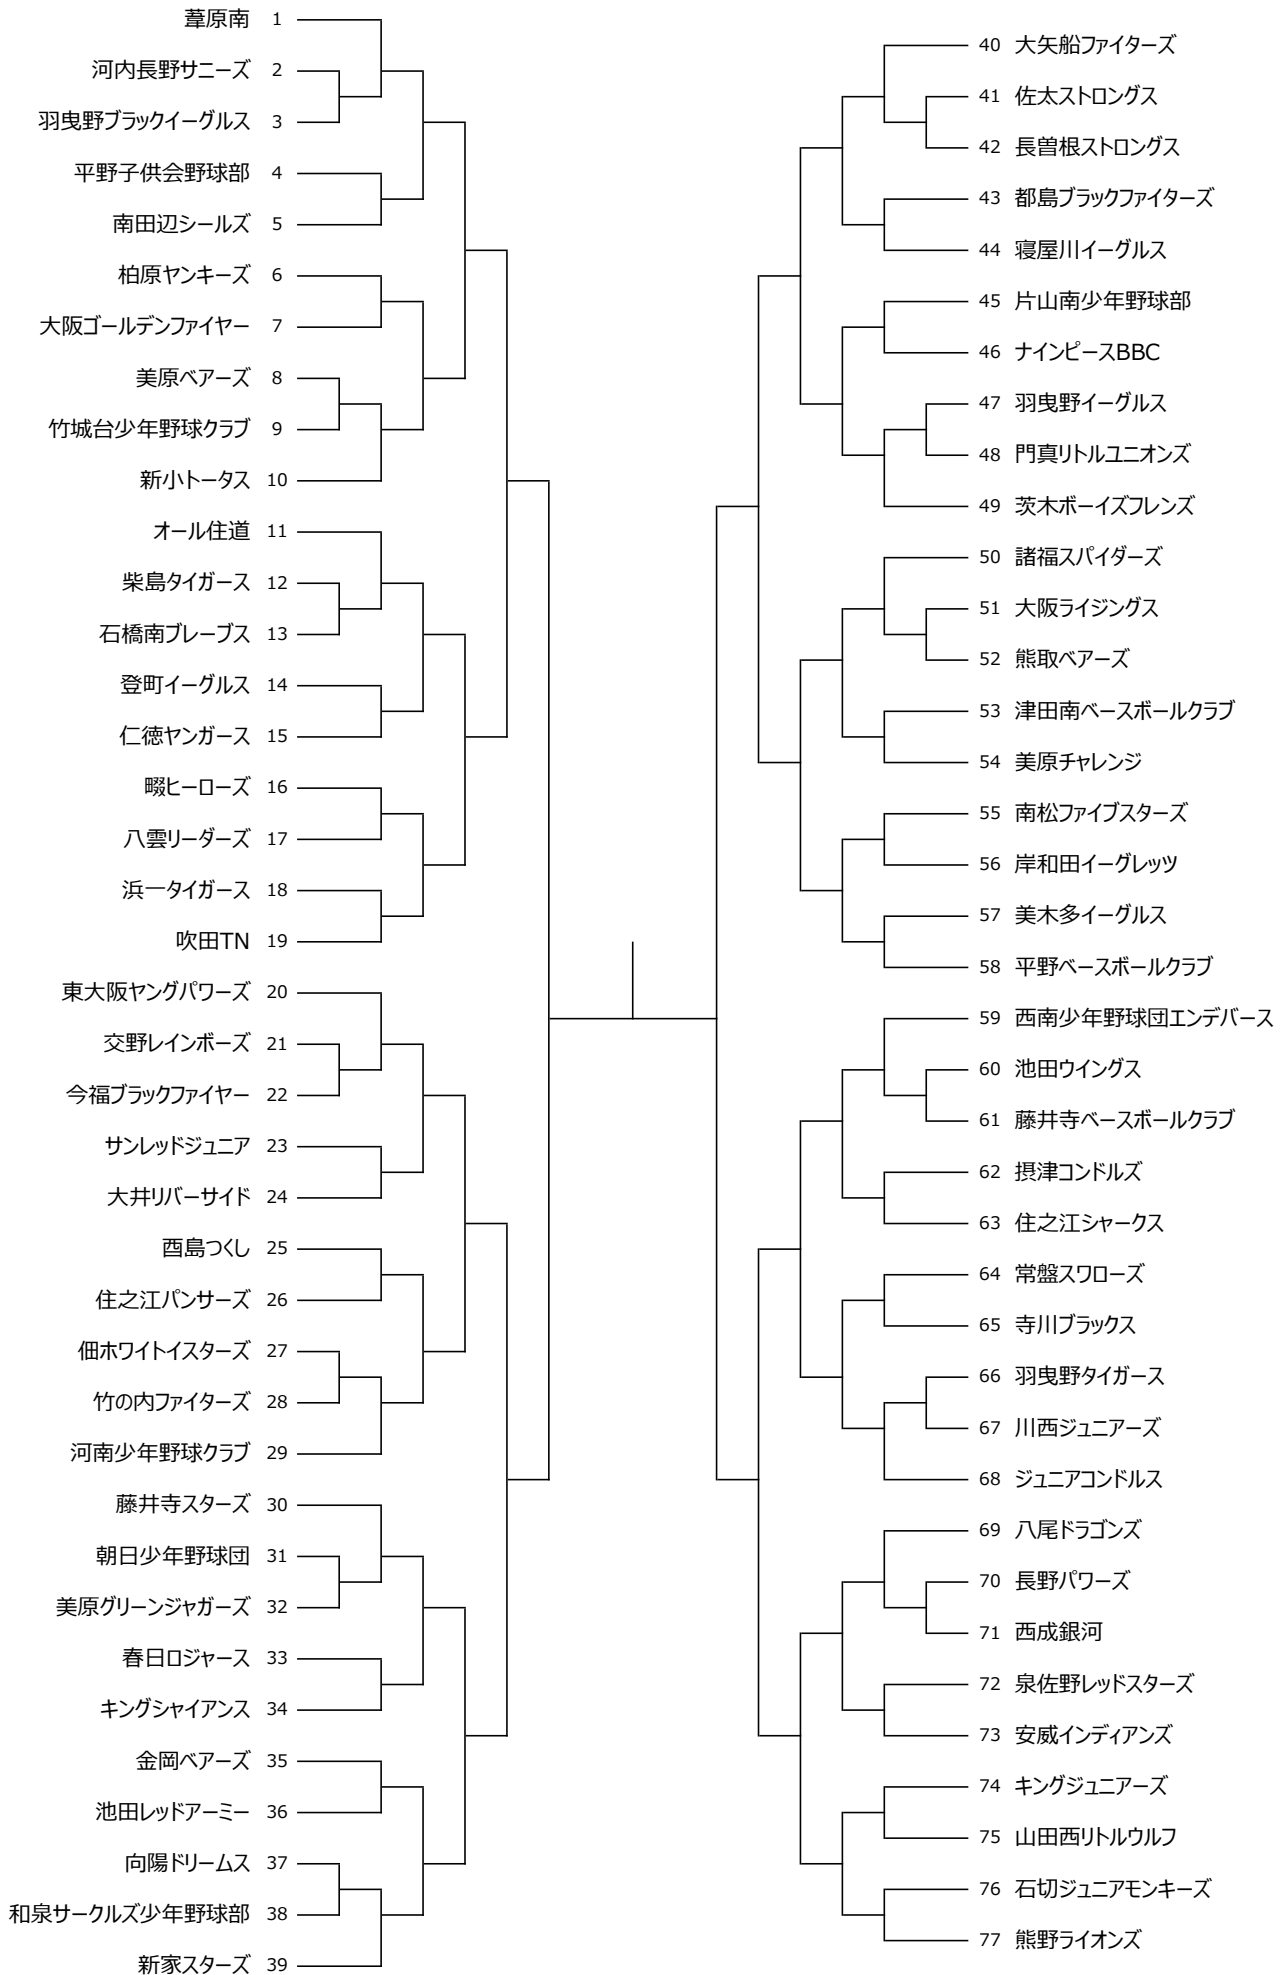 葦原南 1
河内長野サニーズ 2
羽曳野ブラックイーグルス 3
平野子供会野球部 4
南田辺シールズ 5
柏原ヤンキーズ 6
大阪ゴールデンファイヤー 7
美原ベアーズ 8
竹城台少年野球クラブ 9
新小トータス 10
オール住道 11
柴島タイガース 12
石橋南ブレーブス 13
登町イーグルス 14
仁徳ヤンガース 15
畷ヒーローズ 16
八雲リーダーズ 17
浜一タイガース 18
吹田TN 19
東大阪ヤングパワーズ 20
交野レインボーズ 21
今福ブラックファイヤー 22
サンレッドジュニア 23
大井リバーサイド 24
酉島つくし 25
住之江パンサーズ 26
佃ホワイトイスターズ 27
竹の内ファイターズ 28
河南少年野球クラブ 29
藤井寺スターズ 30
朝日少年野球団 31
美原グリーンジャガーズ 32
春日ロジャース 33
キングシャイアンス 34
金岡ベアーズ 35
池田レッドアーミー 36
向陽ドリームス 37
和泉サークルズ少年野球部 38
新家スターズ 39
40 大矢船ファイターズ
41 佐太ストロングス
42 長曽根ストロングス
43 都島ブラックファイターズ
44 寝屋川イーグルス
45 片山南少年野球部
46 ナインピースBBC
47 羽曳野イーグルス
48 門真リトルユニオンズ
49 茨木ボーイズフレンズ
50 諸福スパイダーズ
51 大阪ライジングス
52 熊取ベアーズ
53 津田南ベースボールクラブ
54 美原チャレンジ
55 南松ファイブスターズ
56 岸和田イーグレッツ
57 美木多イーグルス
58 平野ベースボールクラブ
59 西南少年野球団エンデバース
60 池田ウイングス
61 藤井寺ベースボールクラブ
62 摂津コンドルズ
63 住之江シャークス
64 常盤スワローズ
65 寺川ブラックス
66 羽曳野タイガース
67 川西ジュニアーズ
68 ジュニアコンドルス
69 八尾ドラゴンズ
70 長野パワーズ
71 西成銀河
72 泉佐野レッドスターズ
73 安威インディアンズ
74 キングジュニアーズ
75 山田西リトルウルフ
76 石切ジュニアモンキーズ
77 熊野ライオンズ